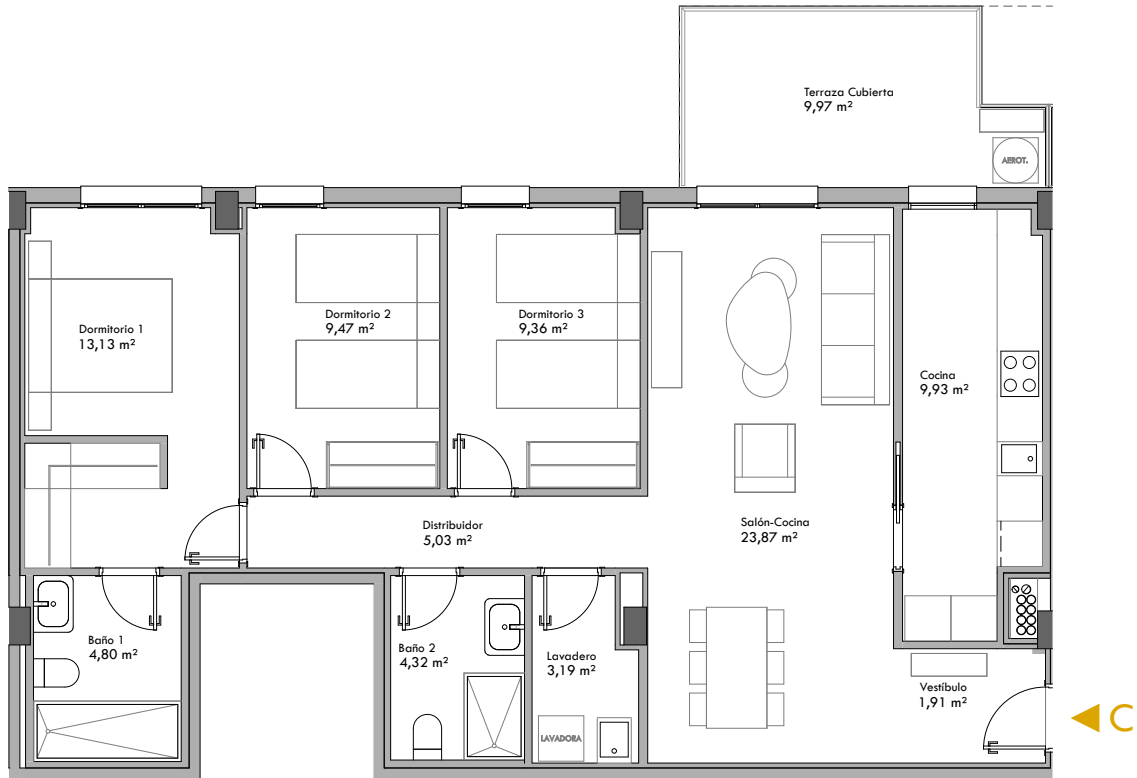 Terraza Cubierta
9,97 m²
AEROT.
Dormitorio 1
13,13 m²
Dormitorio 2
9,47 m²
Dormitorio 3
9,36 m²
Cocina
9,93 m²
Distribuidor
5,03 m²
Salón-Cocina
23,87 m²
Baño 1
4,80 m²
Baño 2
4,32 m²
Lavadero
3,19 m²
LAVADORA
Vestíbulo
1,91 m²
C